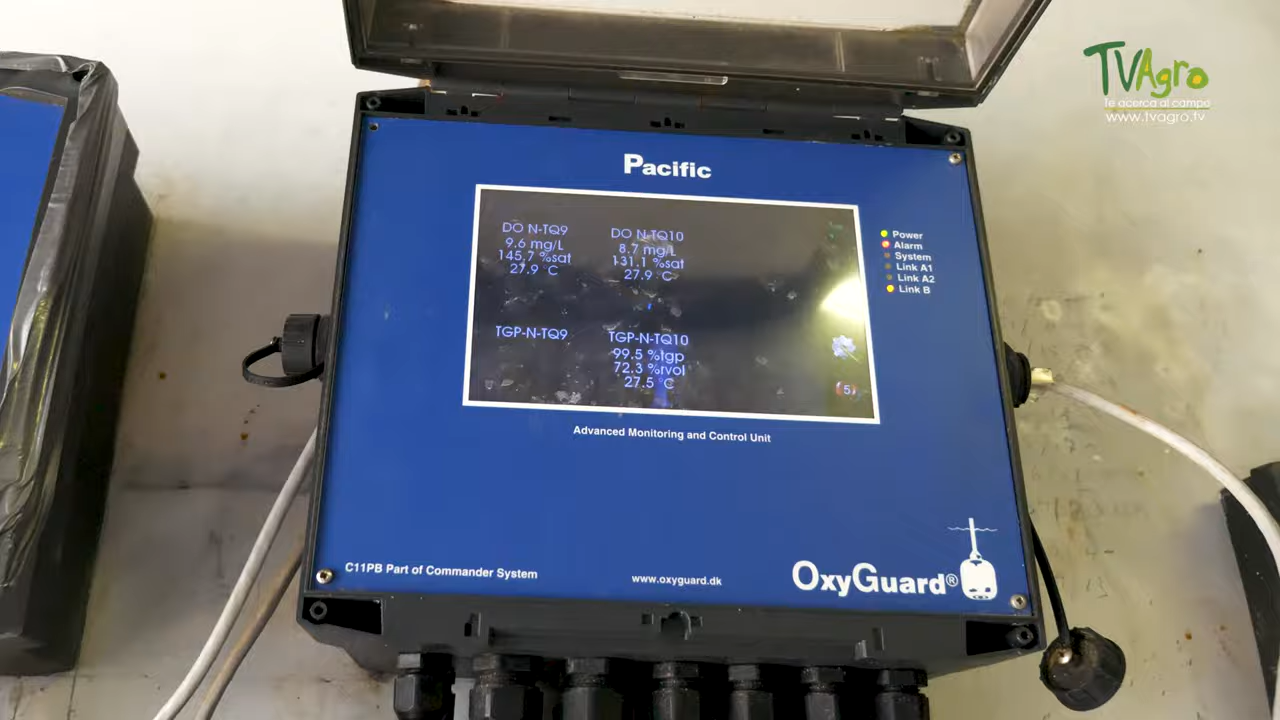 TVAgro
Te acerca al campo
www.tvagro.tv
Pacific
DO N-TQ9
9.6 mg/L
145.7 %sat
27.9 °C
DO N-TQ10
8.7 mg/L
131.1 %sat
27.9 °C
TGP-N-TQ9
TGP-N-TQ10
99.5 %tgp
72.3 %rvol
27.5 °C
(5)
Power
Alarm
System
Link A1
Link A2
Link B
Advanced Monitoring and Control Unit
C11PB Part of Commander System
www.oxyguard.dk
OxyGuard®